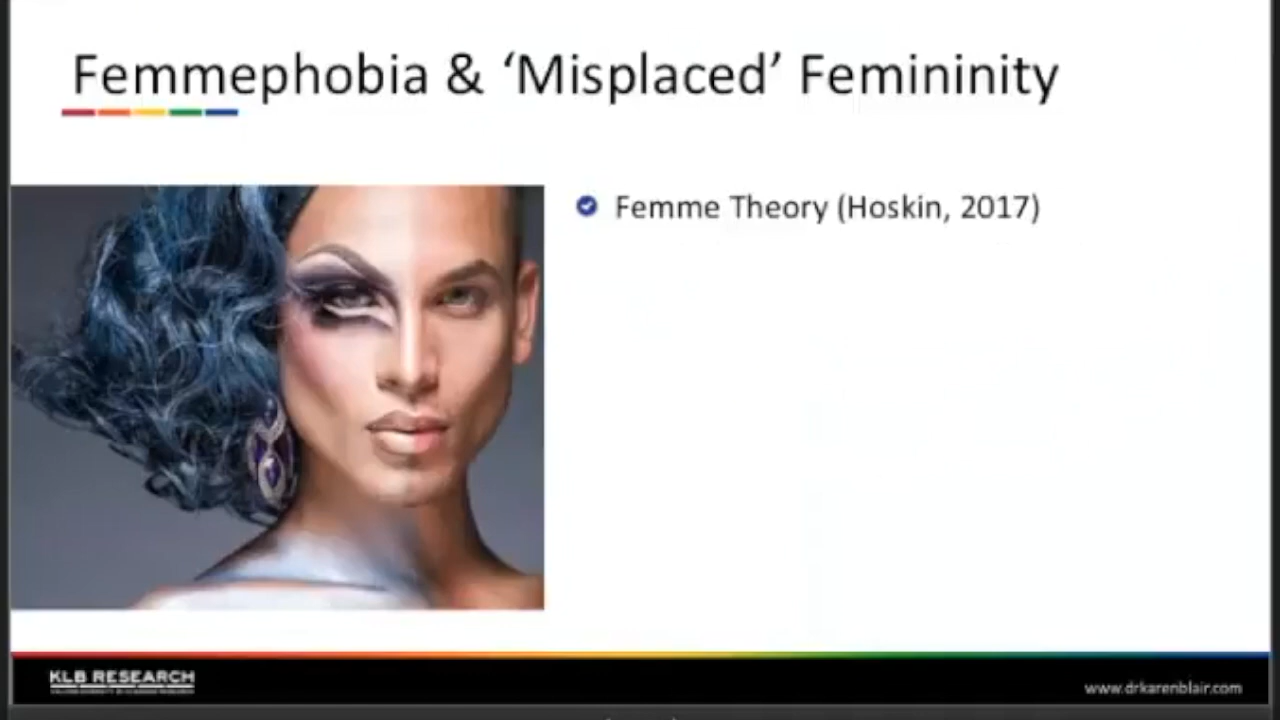 Femmephobia & ‘Misplaced’ Femininity
Femme Theory (Hoskin, 2017)
KLB RESEARCH
www.drkarenblair.com